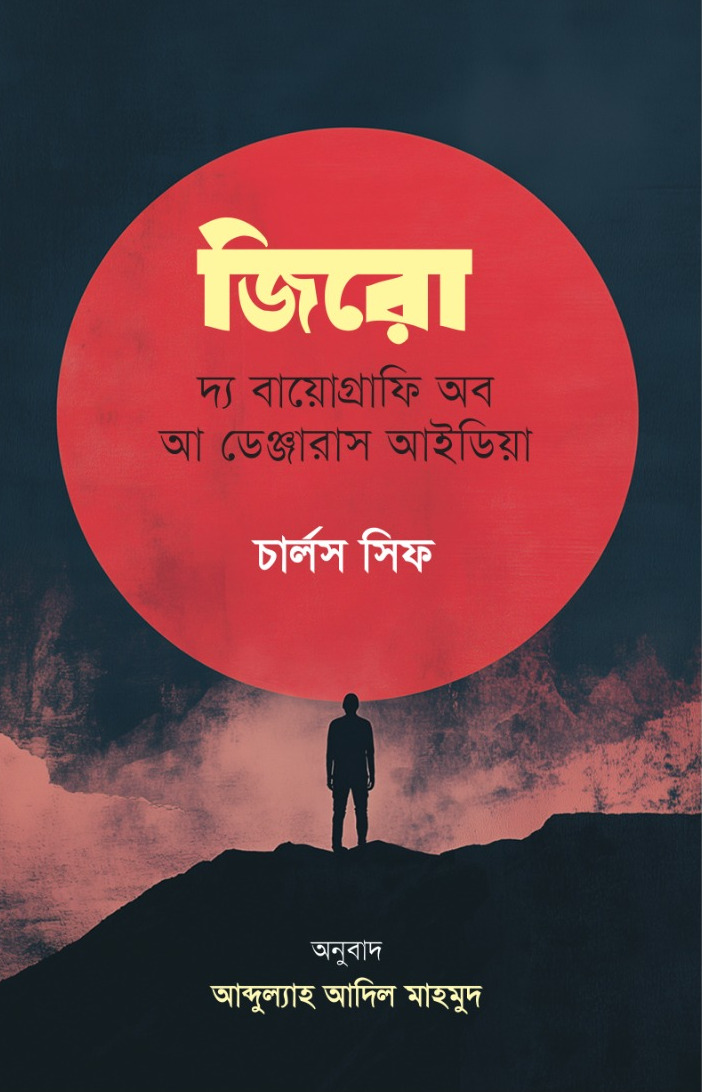 জিরো
দ্য বায়োগ্রাফি অব
আ ডেঞ্জারাস আইডিয়া
চার্লস সিফ
অনুবাদ
আব্দুল্যাহ আদিল মাহমুদ